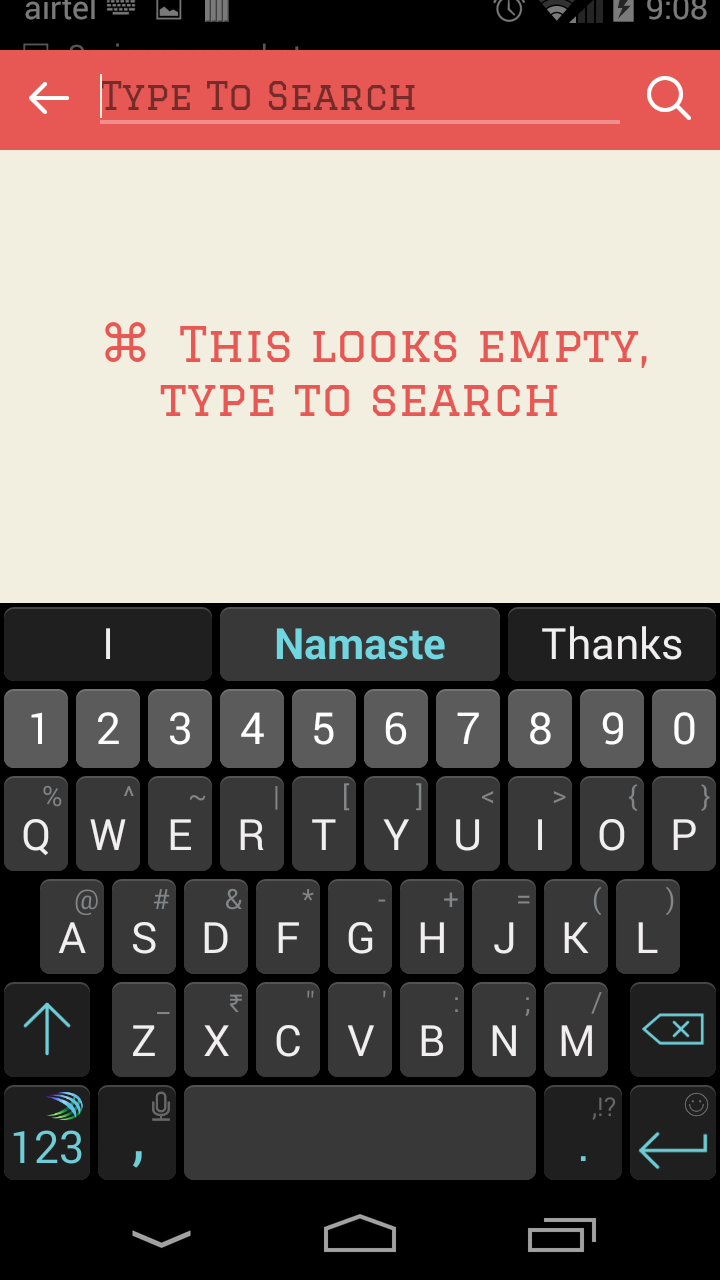 airtel 9:08
Type To Search
⌘ This looks empty,
type to search
I Namaste Thanks
1 2 3 4 5 6 7 8 9 0
% ^ ~ | [ ] < > { }
Q W E R T Y U I O P
@ # & * - + = ( )
A S D F G H J K L
_ ₹ " ' : ; /
Z X C V B N M
,!?
123 , .